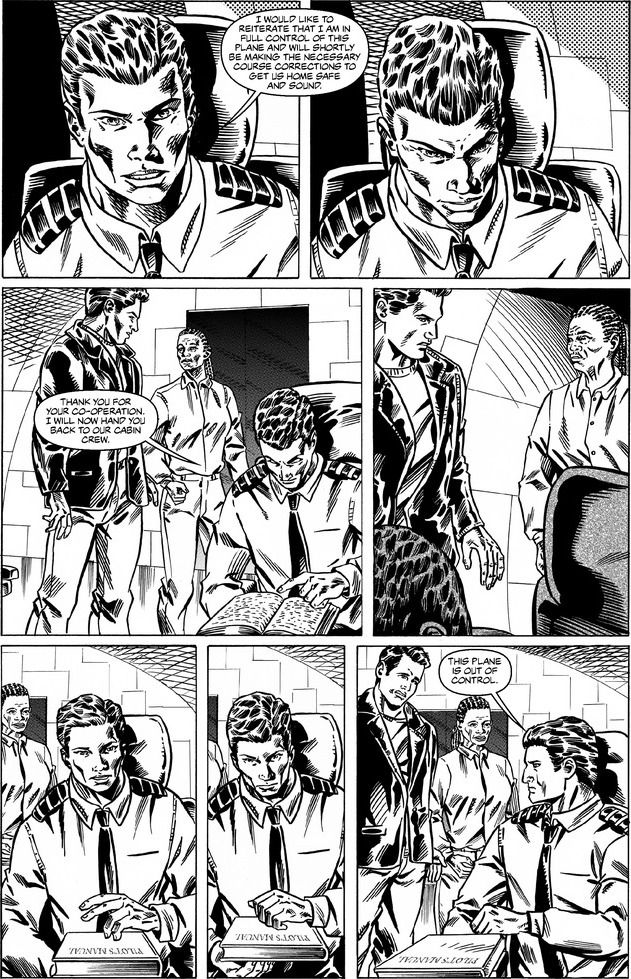 I WOULD LIKE TO
REITERATE THAT I AM IN
FULL CONTROL OF THIS
PLANE AND WILL SHORTLY
BE MAKING THE NECESSARY
COURSE CORRECTIONS TO
GET US HOME SAFE
AND SOUND.
THANK YOU FOR
YOUR CO-OPERATION.
I WILL NOW HAND YOU
BACK TO OUR CABIN
CREW.
PILOT'S MANUAL
PILOT'S MANUAL
THIS PLANE
IS OUT OF
CONTROL.
PILOT'S MANUAL